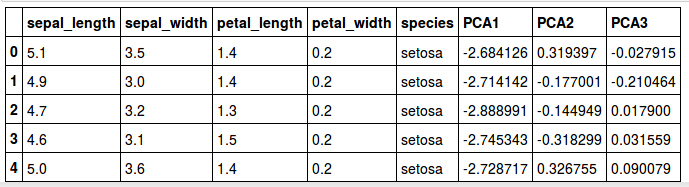 sepal_length sepal_width petal_length petal_width species PCA1 PCA2 PCA3
0 5.1 3.5 1.4 0.2 setosa -2.684126 0.319397 -0.027915
1 4.9 3.0 1.4 0.2 setosa -2.714142 -0.177001 -0.210464
2 4.7 3.2 1.3 0.2 setosa -2.888991 -0.144949 0.017900
3 4.6 3.1 1.5 0.2 setosa -2.745343 -0.318299 0.031559
4 5.0 3.6 1.4 0.2 setosa -2.728717 0.326755 0.090079